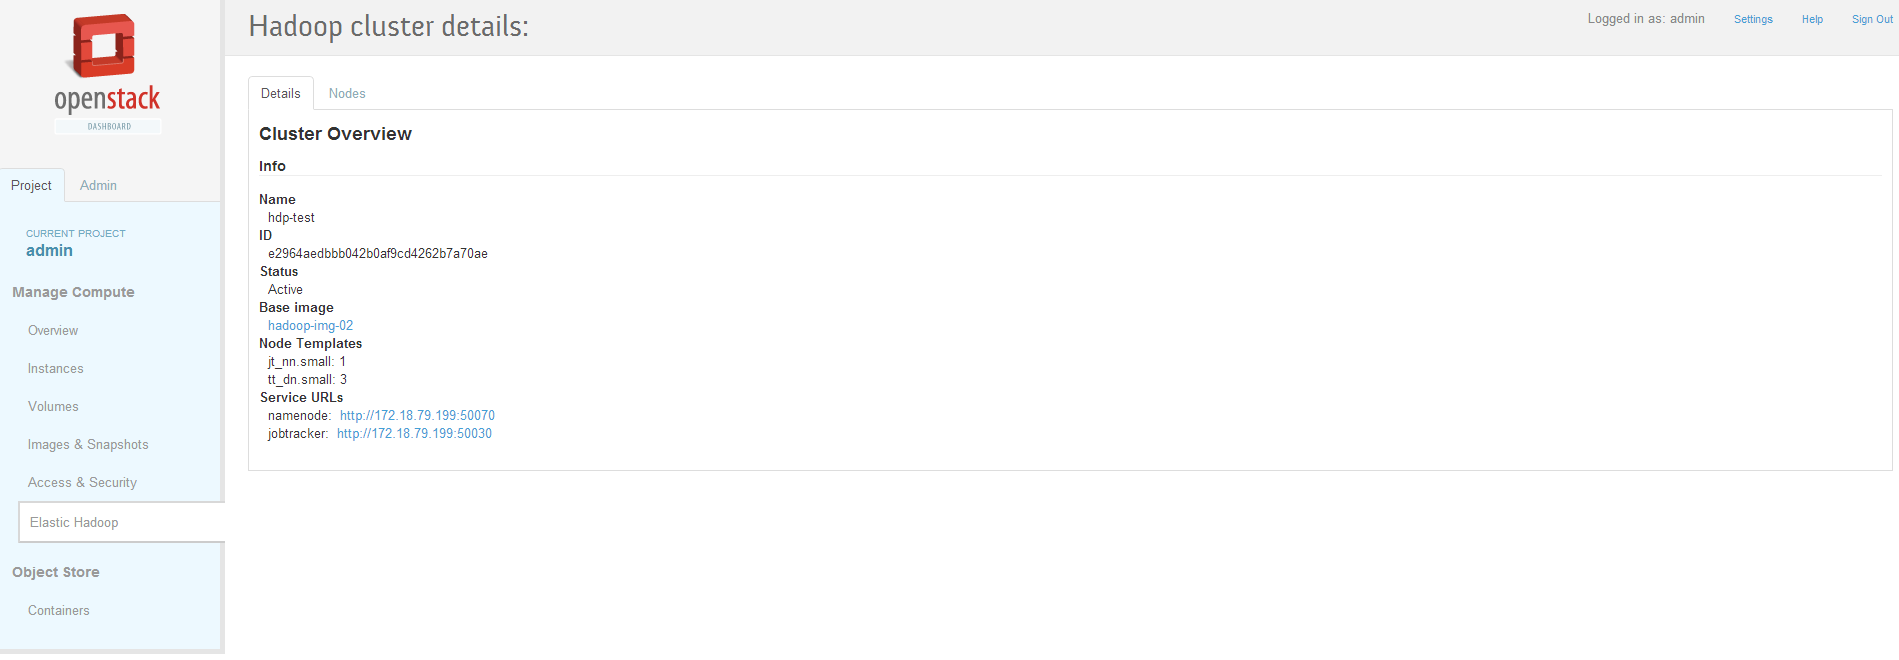 openstack
DASHBOARD
Project Admin
CURRENT PROJECT
admin
Manage Compute
Overview
Instances
Volumes
Images & Snapshots
Access & Security
Elastic Hadoop
Object Store
Containers
Hadoop cluster details:
Logged in as: admin Settings Help Sign Out
Details Nodes
Cluster Overview
Info
Name
hdp-test
ID
e2964aedbbb042b0af9cd4262b7a70ae
Status
Active
Base image
hadoop-img-02
Node Templates
jt_nn.small: 1
tt_dn.small: 3
Service URLs
namenode: http://172.18.79.199:50070
jobtracker: http://172.18.79.199:50030